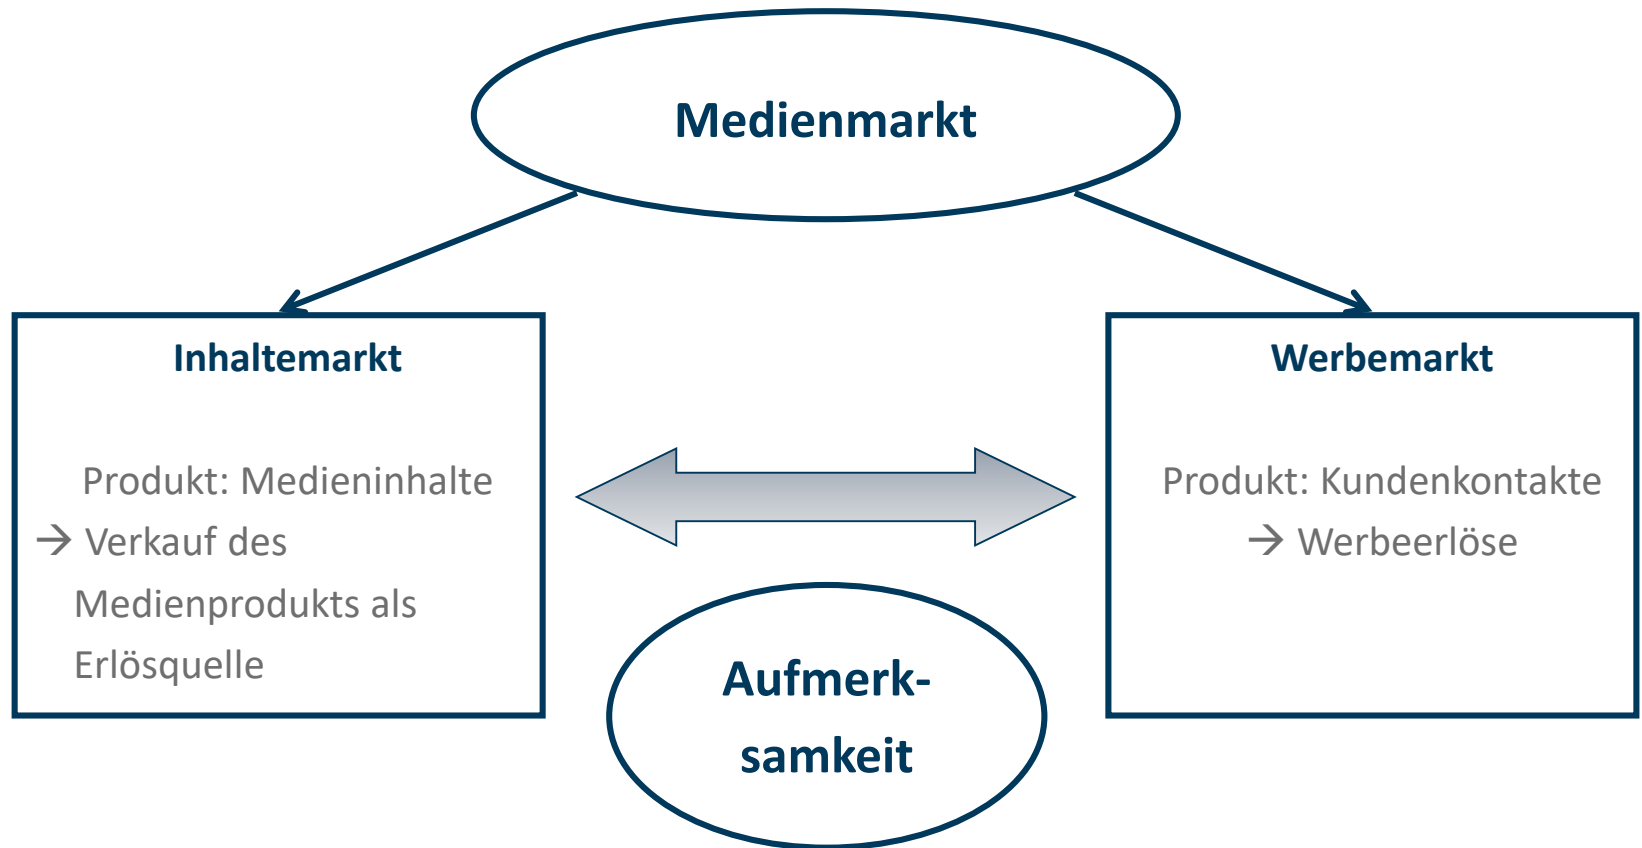 Medienmarkt
Inhaltemarkt
Produkt: Medieninhalte
→ Verkauf des
Medienprodukts als
Erlösquelle
Werbemarkt
Produkt: Kundenkontakte
→ Werbeerlöse
Aufmerk-
samkeit